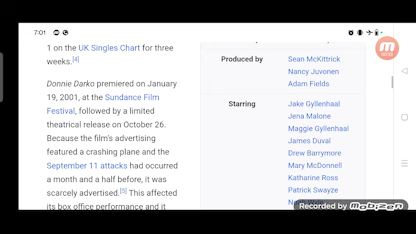 7:01
1 on the UK Singles Chart for three
weeks.[4]
Donnie Darko premiered on January
19, 2001, at the Sundance Film
Festival, followed by a limited
theatrical release on October 26.
Because the film's advertising
featured a crashing plane and the
September 11 attacks had occurred
a month and a half before, it was
scarcely advertised.[5] This affected
its box office performance and it
Produced by
Sean McKittrick
Nancy Juvonen
Adam Fields
Starring
Jake Gyllenhaal
Jena Malone
Maggie Gyllenhaal
James Duval
Drew Barrymore
Mary McDonnell
Katharine Ross
Patrick Swayze
Recorded by mobizen